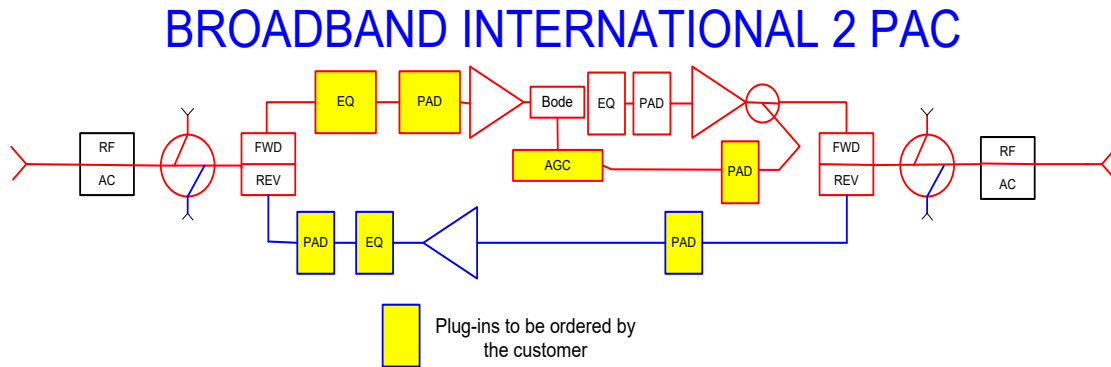 BROADBAND INTERNATIONAL 2 PAC
EQ
PAD
Bode
EQ
PAD
RF
AC
FWD
REV
AGC
PAD
FWD
REV
RF
AC
PAD
EQ
PAD
Plug-ins to be ordered by
the customer